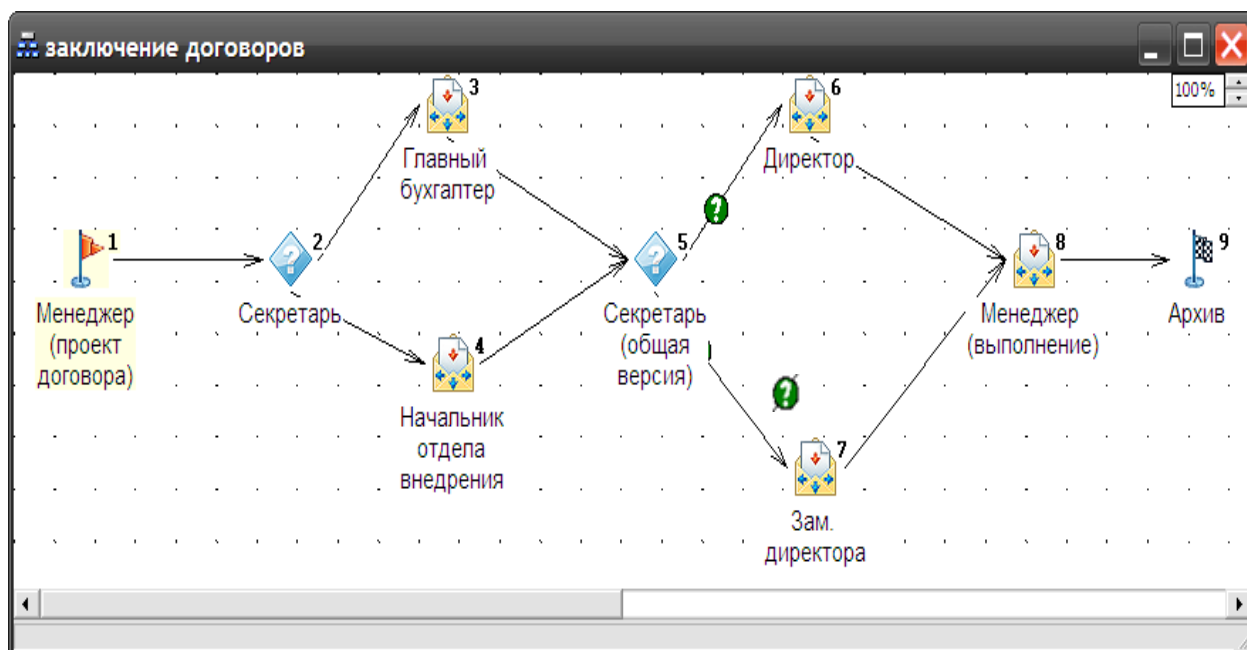 заключение договоров
100%
1
Менеджер
(проект
договора)
2
Секретарь
3
Главный
бухгалтер
4
Начальник
отдела
внедрения
5
Секретарь
(общая
версия)
6
Директор
7
Зам.
директора
8
Менеджер
(выполнение)
9
Архив